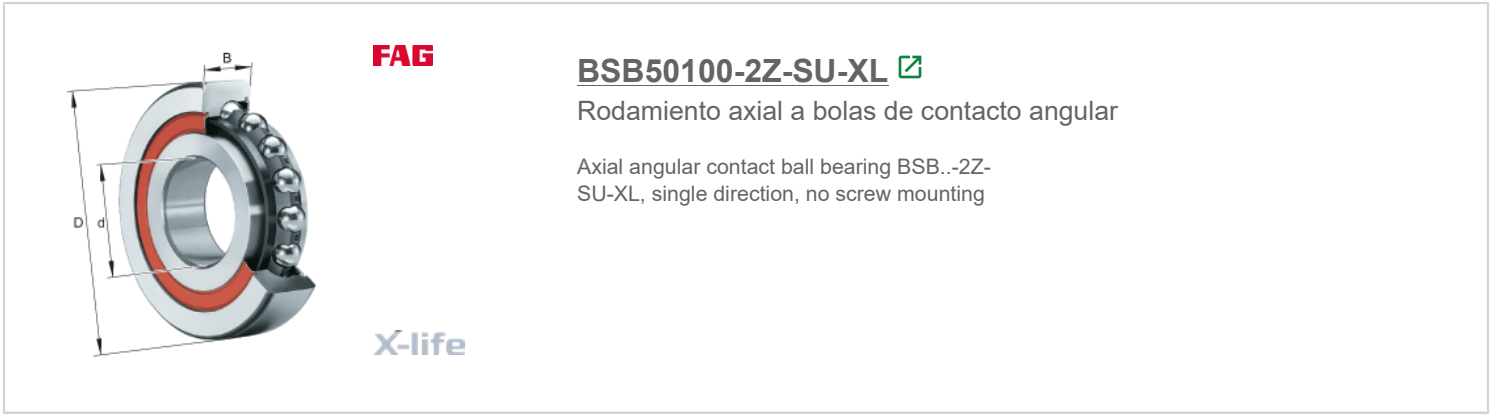 B
FAG
D
d
X-life
BSB50100-2Z-SU-XL
Rodamiento axial a bolas de contacto angular
Axial angular contact ball bearing BSB..-2Z-
SU-XL, single direction, no screw mounting